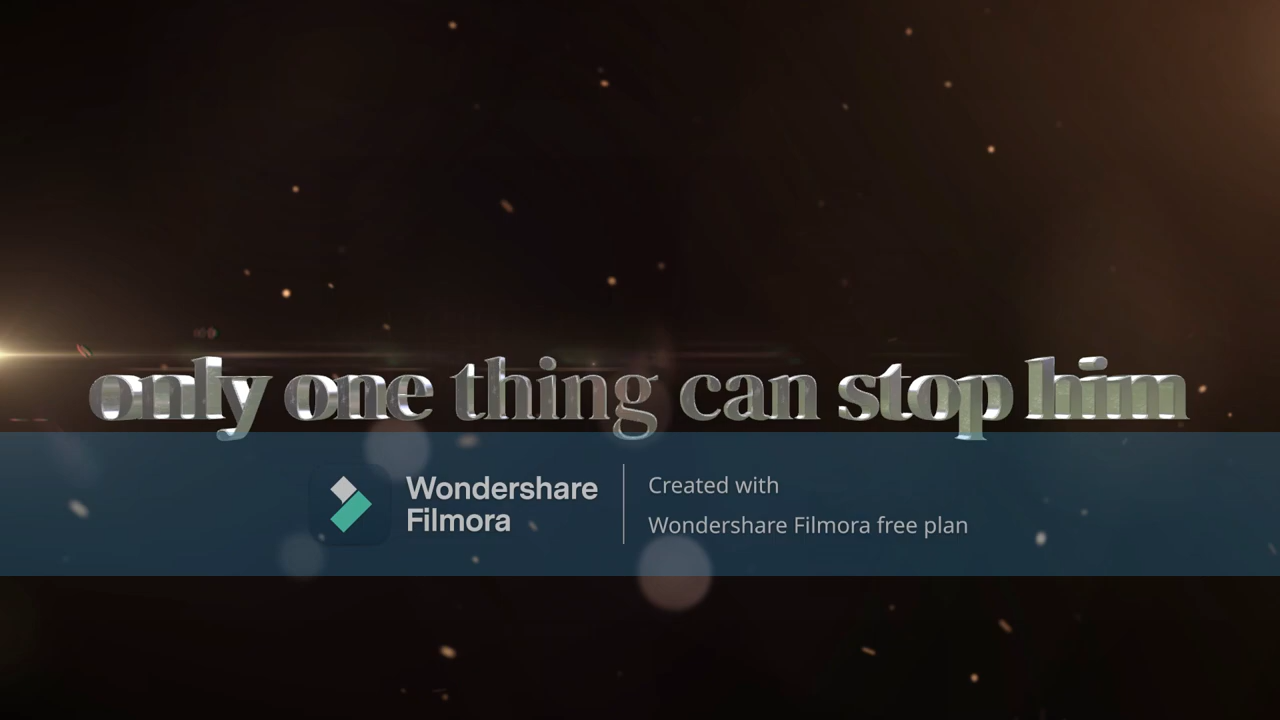 only one thing can stop him
Wondershare
Filmora
Created with
Wondershare Filmora free plan